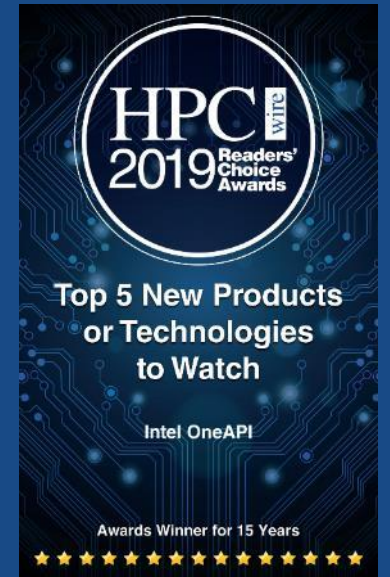 HPC wire
2019 Readers' Choice Awards
Top 5 New Products
or Technologies
to Watch
Intel OneAPI
Awards Winner for 15 Years